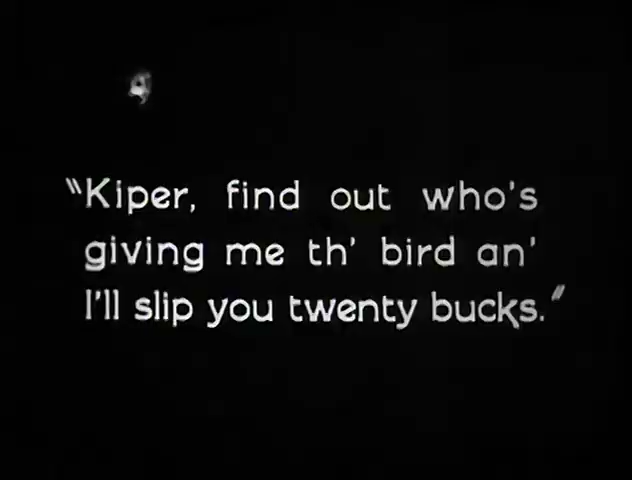 "Kiper, find out who's
giving me th' bird an'
I'll slip you twenty bucks."